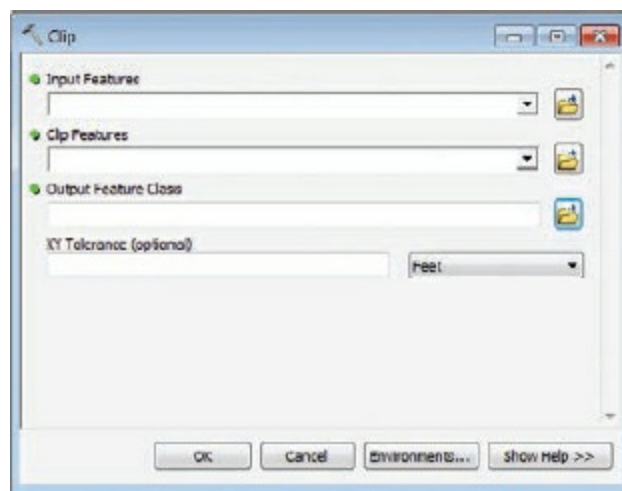 Clip
Input Features
Clip Features
Output Feature Class
XY Tolerance (optional)
Feet
OK Cancel Environments... Show Help >>